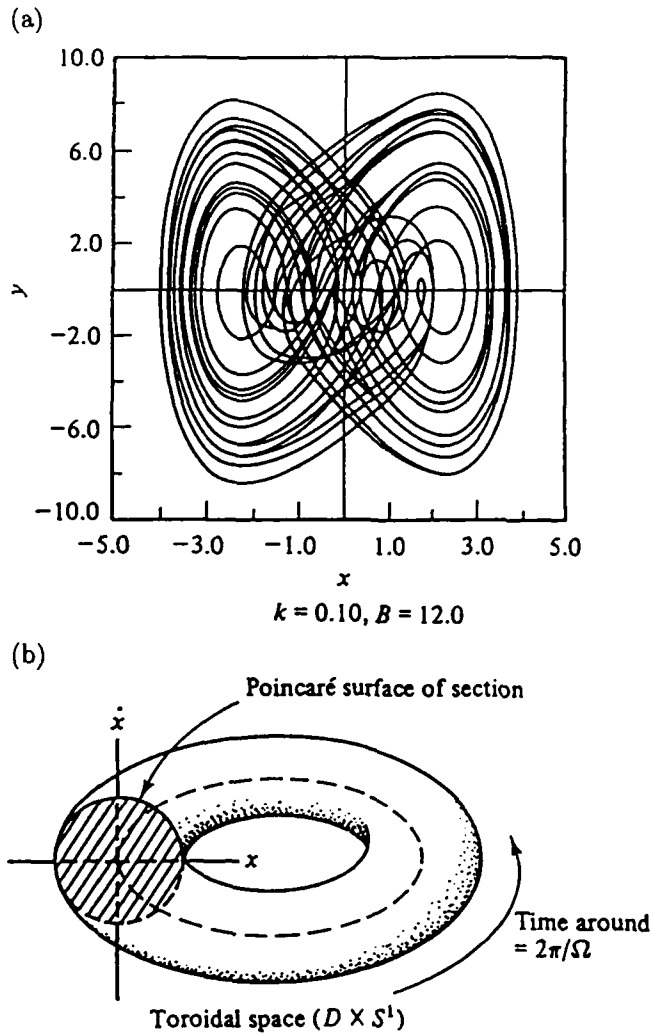 (a)
10.0
6.0
2.0
y
−2.0
−6.0
−10.0
−5.0 −3.0 −1.0 1.0 3.0 5.0
x
k = 0.10, B = 12.0
(b)
Poincaré surface of section
ẋ
x
Time around
= 2π/Ω
Toroidal space (D × S¹)